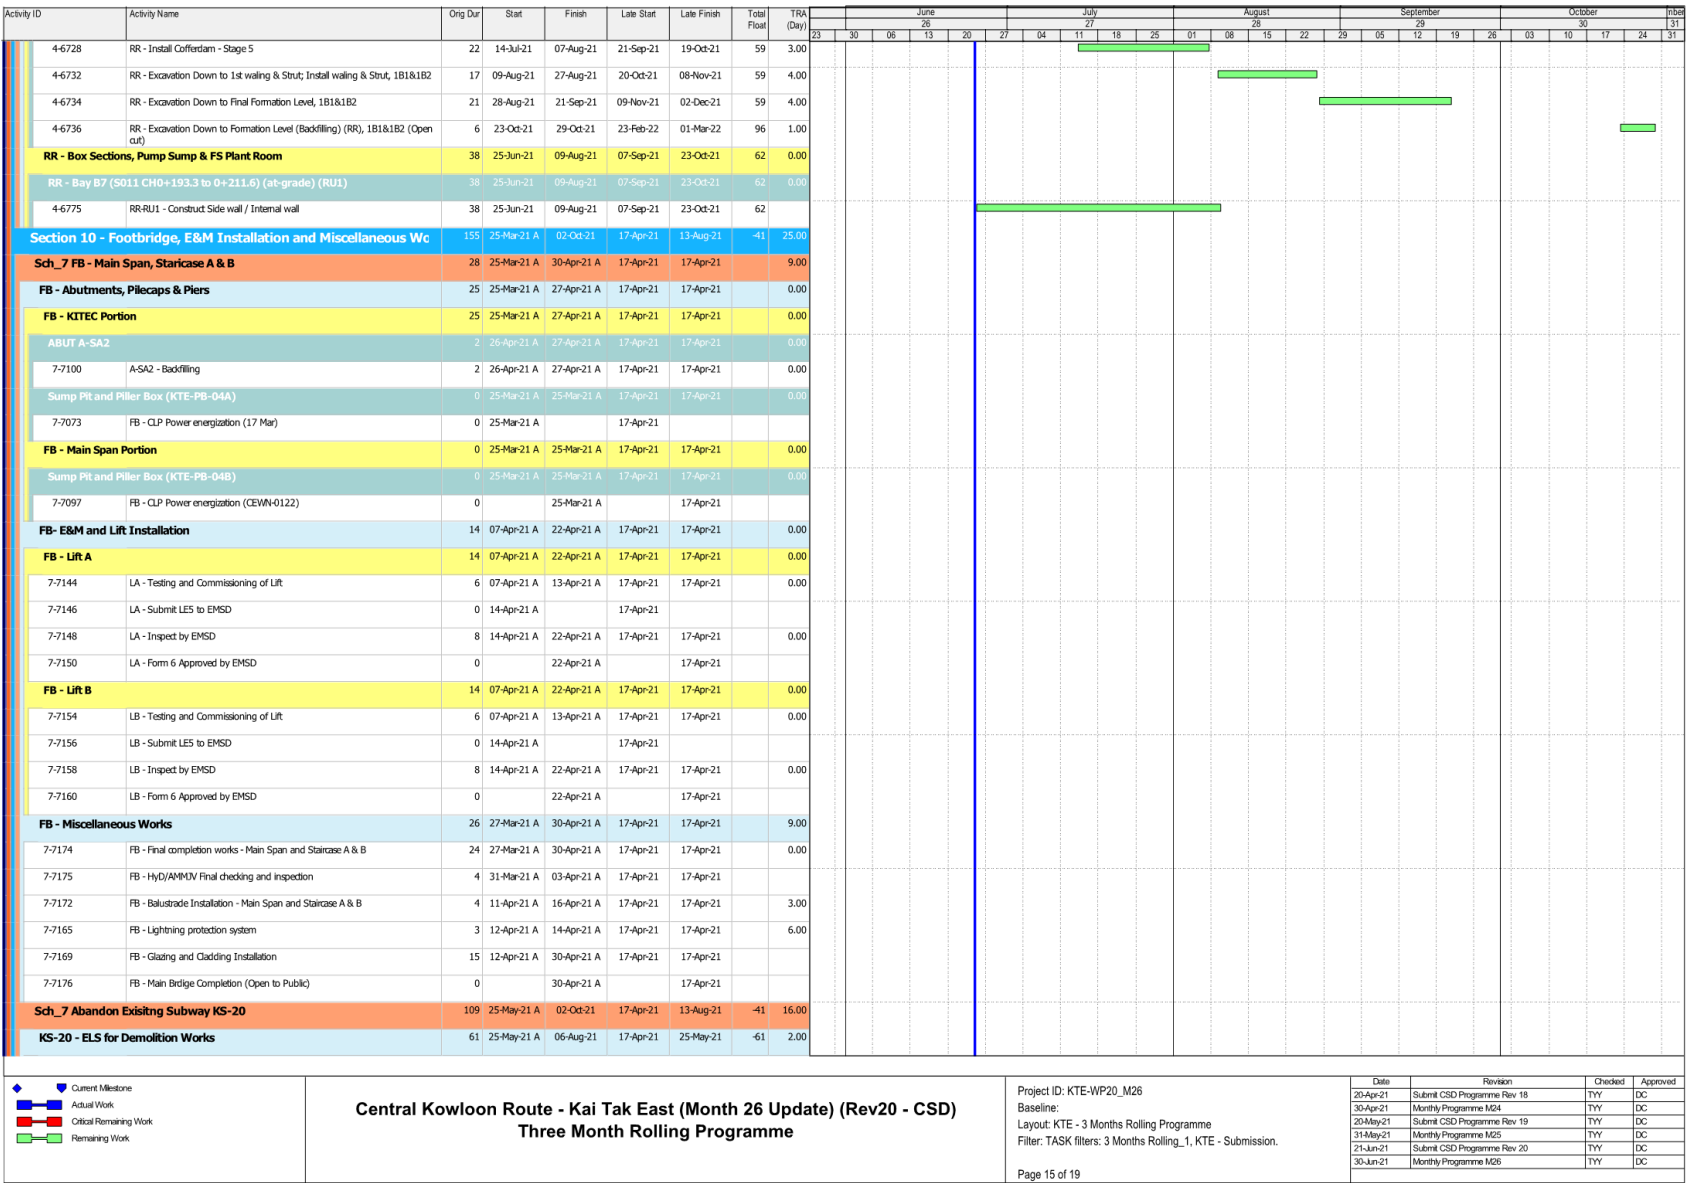 Activity ID Activity Name Orig Dur Start Finish Late Start Late Finish Total Float TRA (Day) June July August September October mber
26 27 28 29 30 31
23 30 06 13 20 27 04 11 18 25 01 08 15 22 29 05 12 19 26 03 10 17 24 31
4-6728 RR - Install Cofferdam - Stage 5 22 14-Jul-21 07-Aug-21 21-Sep-21 19-Oct-21 59 3.00
4-6732 RR - Excavation Down to 1st waling & Strut; Install waling & Strut, 1B1&1B2 17 09-Aug-21 27-Aug-21 20-Oct-21 08-Nov-21 59 4.00
4-6734 RR - Excavation Down to Final Formation Level, 1B1&1B2 21 28-Aug-21 21-Sep-21 09-Nov-21 02-Dec-21 59 4.00
4-6736 RR - Excavation Down to Formation Level (Backfilling) (RR), 1B1&1B2 (Open cut) 6 23-Oct-21 29-Oct-21 23-Feb-22 01-Mar-22 96 1.00
RR - Box Sections, Pump Sump & FS Plant Room 38 25-Jun-21 09-Aug-21 07-Sep-21 23-Oct-21 62 0.00
RR - Bay B7 (S011 CH0+193.3 to 0+211.6) (at-grade) (RU1) 38 25-Jun-21 09-Aug-21 07-Sep-21 23-Oct-21 62 0.00
4-6775 RR-RU1 - Construct Side wall / Internal wall 38 25-Jun-21 09-Aug-21 07-Sep-21 23-Oct-21 62
Section 10 - Footbridge, E&M Installation and Miscellaneous Wo 155 25-Mar-21 A 02-Oct-21 17-Apr-21 13-Aug-21 -41 25.00
Sch_7 FB - Main Span, Staricase A & B 28 25-Mar-21 A 30-Apr-21 A 17-Apr-21 17-Apr-21 9.00
FB - Abutments, Pilecaps & Piers 25 25-Mar-21 A 27-Apr-21 A 17-Apr-21 17-Apr-21 0.00
FB - KITEC Portion 25 25-Mar-21 A 27-Apr-21 A 17-Apr-21 17-Apr-21 0.00
ABUT A-SA2 2 26-Apr-21 A 27-Apr-21 A 17-Apr-21 17-Apr-21 0.00
7-7100 A-SA2 - Backfilling 2 26-Apr-21 A 27-Apr-21 A 17-Apr-21 17-Apr-21 0.00
Sump Pit and Piller Box (KTE-PB-04A) 0 25-Mar-21 A 25-Mar-21 A 17-Apr-21 17-Apr-21 0.00
7-7073 FB - CLP Power energization (17 Mar) 0 25-Mar-21 A 17-Apr-21
FB - Main Span Portion 0 25-Mar-21 A 25-Mar-21 A 17-Apr-21 17-Apr-21 0.00
Sump Pit and Piller Box (KTE-PB-04B) 0 25-Mar-21 A 25-Mar-21 A 17-Apr-21 17-Apr-21 0.00
7-7097 FB - CLP Power energization (CEWN-0122) 0 25-Mar-21 A 17-Apr-21
FB- E&M and Lift Installation 14 07-Apr-21 A 22-Apr-21 A 17-Apr-21 17-Apr-21 0.00
FB - Lift A 14 07-Apr-21 A 22-Apr-21 A 17-Apr-21 17-Apr-21 0.00
7-7144 LA - Testing and Commissioning of Lift 6 07-Apr-21 A 13-Apr-21 A 17-Apr-21 17-Apr-21 0.00
7-7146 LA - Submit LE5 to EMSD 0 14-Apr-21 A 17-Apr-21
7-7148 LA - Inspect by EMSD 8 14-Apr-21 A 22-Apr-21 A 17-Apr-21 17-Apr-21 0.00
7-7150 LA - Form 6 Approved by EMSD 0 22-Apr-21 A 17-Apr-21
FB - Lift B 14 07-Apr-21 A 22-Apr-21 A 17-Apr-21 17-Apr-21 0.00
7-7154 LB - Testing and Commissioning of Lift 6 07-Apr-21 A 13-Apr-21 A 17-Apr-21 17-Apr-21 0.00
7-7156 LB - Submit LE5 to EMSD 0 14-Apr-21 A 17-Apr-21
7-7158 LB - Inspect by EMSD 8 14-Apr-21 A 22-Apr-21 A 17-Apr-21 17-Apr-21 0.00
7-7160 LB - Form 6 Approved by EMSD 0 22-Apr-21 A 17-Apr-21
FB - Miscellaneous Works 26 27-Mar-21 A 30-Apr-21 A 17-Apr-21 17-Apr-21 9.00
7-7174 FB - Final completion works - Main Span and Staircase A & B 24 27-Mar-21 A 30-Apr-21 A 17-Apr-21 17-Apr-21 0.00
7-7175 FB - HyD/AMMJV Final checking and inspection 4 31-Mar-21 A 03-Apr-21 A 17-Apr-21 17-Apr-21
7-7172 FB - Balustrade Installation - Main Span and Staircase A & B 4 11-Apr-21 A 16-Apr-21 A 17-Apr-21 17-Apr-21 3.00
7-7165 FB - Lightning protection system 3 12-Apr-21 A 14-Apr-21 A 17-Apr-21 17-Apr-21 6.00
7-7169 FB - Glazing and Cladding Installation 15 12-Apr-21 A 30-Apr-21 A 17-Apr-21 17-Apr-21
7-7176 FB - Main Brdige Completion (Open to Public) 0 30-Apr-21 A 17-Apr-21
Sch_7 Abandon Exisitng Subway KS-20 109 25-May-21 A 02-Oct-21 17-Apr-21 13-Aug-21 -41 16.00
KS-20 - ELS for Demolition Works 61 25-May-21 A 06-Aug-21 17-Apr-21 25-May-21 -61 2.00
Current Milestone
Actual Work
Critical Remaining Work
Remaining Work
Central Kowloon Route - Kai Tak East (Month 26 Update) (Rev20 - CSD)
Three Month Rolling Programme
Project ID: KTE-WP20_M26
Baseline:
Layout: KTE - 3 Months Rolling Programme
Filter: TASK filters: 3 Months Rolling_1, KTE - Submission.
Page 15 of 19
Date Revision Checked Approved
20-Apr-21 Submit CSD Programme Rev 18 TYY DC
30-Apr-21 Monthly Programme M24 TYY DC
20-May-21 Submit CSD Programme Rev 19 TYY DC
31-May-21 Monthly Programme M25 TYY DC
21-Jun-21 Submit CSD Programme Rev 20 TYY DC
30-Jun-21 Monthly Programme M26 TYY DC